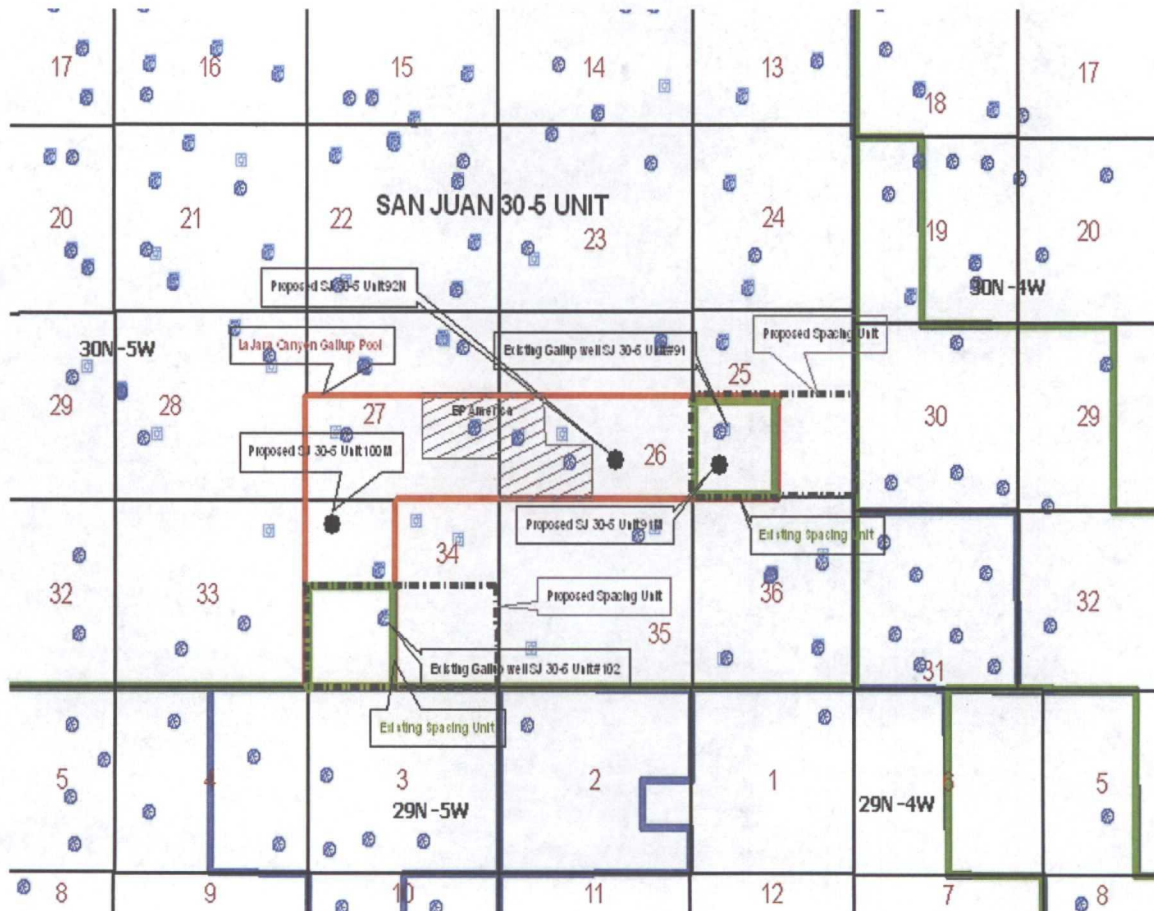 17
16
15
14
13
18
17
20
21
22
SAN JUAN 30-5 UNIT
23
24
19
20
30N-4W
Proposed SJ 30-5 Unit 92N
30N-5W
La Jara Canyon Gallup Pool
Existing Gallup well SJ 30-5 Unit #91
Proposed Spacing Unit
25
29
28
27
BP America
26
30
29
Proposed SJ 30-5 Unit 100M
Proposed SJ 30-5 Unit 91M
Existing Spacing Unit
32
33
34
Proposed Spacing Unit
35
36
31
32
Existing Gallup well SJ 30-5 Unit #102
Existing Spacing Unit
5
4
3
2
1
6
5
29N-5W
29N-4W
8
9
10
11
12
7
8